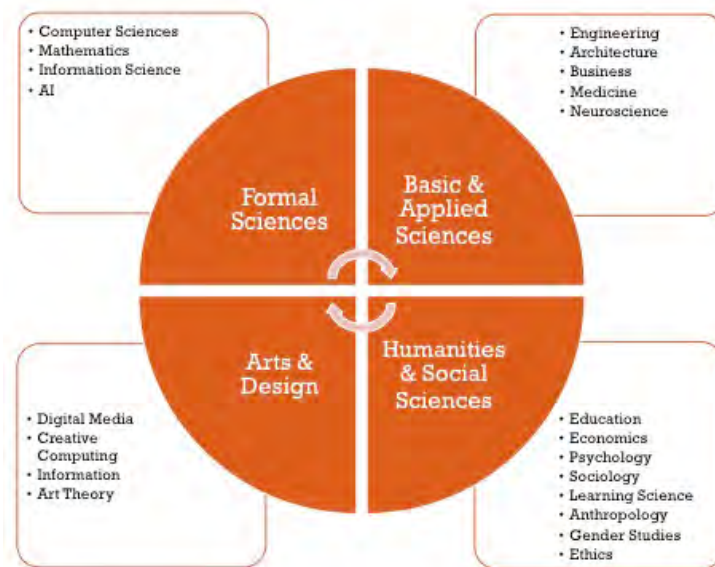 • Computer Sciences
• Mathematics
• Information Science
• AI
• Engineering
• Architecture
• Business
• Medicine
• Neuroscience
Formal
Sciences
Basic &
Applied
Sciences
Arts &
Design
Humanities
& Social
Sciences
• Digital Media
• Creative
Computing
• Information
• Art Theory
• Education
• Economics
• Psychology
• Sociology
• Learning Science
• Anthropology
• Gender Studies
• Ethics